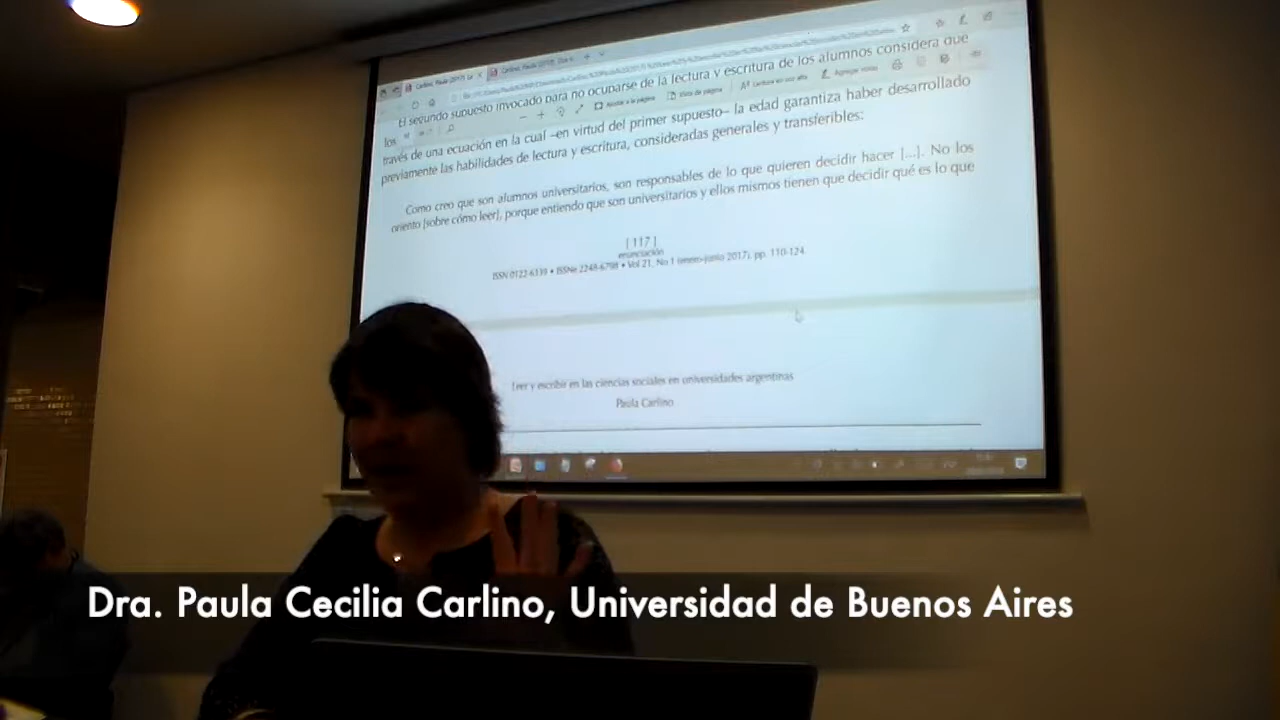 El segundo supuesto invocado para no ocuparse de la lectura y escritura de los alumnos considera que
los
través de una ecuación en la cual –en virtud del primer supuesto– la edad garantiza haber desarrollado
previamente las habilidades de lectura y escritura, consideradas generales y transferibles:
Como creo que son alumnos universitarios, son responsables de lo que quieren decidir hacer [...]. No los
oriento [sobre cómo leer], porque entiendo que son universitarios y ellos mismos tienen que decidir qué es lo que
[ 117 ]
enunciación
ISSN 0122-6339 • ISSNe 2248-6798 • Vol 21, No 1 (enero-junio 2017). pp. 110-124.
Leer y escribir en las ciencias sociales en universidades argentinas
Paula Carlino
Dra. Paula Cecilia Carlino, Universidad de Buenos Aires